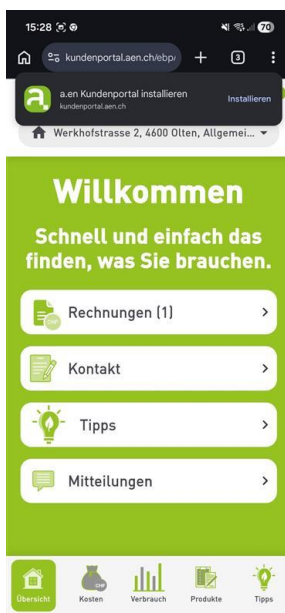 15:28
70
kundenportal.aen.ch/ebp/
3
a.
a.en Kundenportal installieren
kundenportal.aen.ch
Installieren
Werkhofstrasse 2, 4600 Olten, Allgemei...
Willkommen
Schnell und einfach das
finden, was Sie brauchen.
CHF
Rechnungen (1)
Kontakt
Tipps
Mitteilungen
CHF
Übersicht
Kosten
Verbrauch
Produkte
Tipps